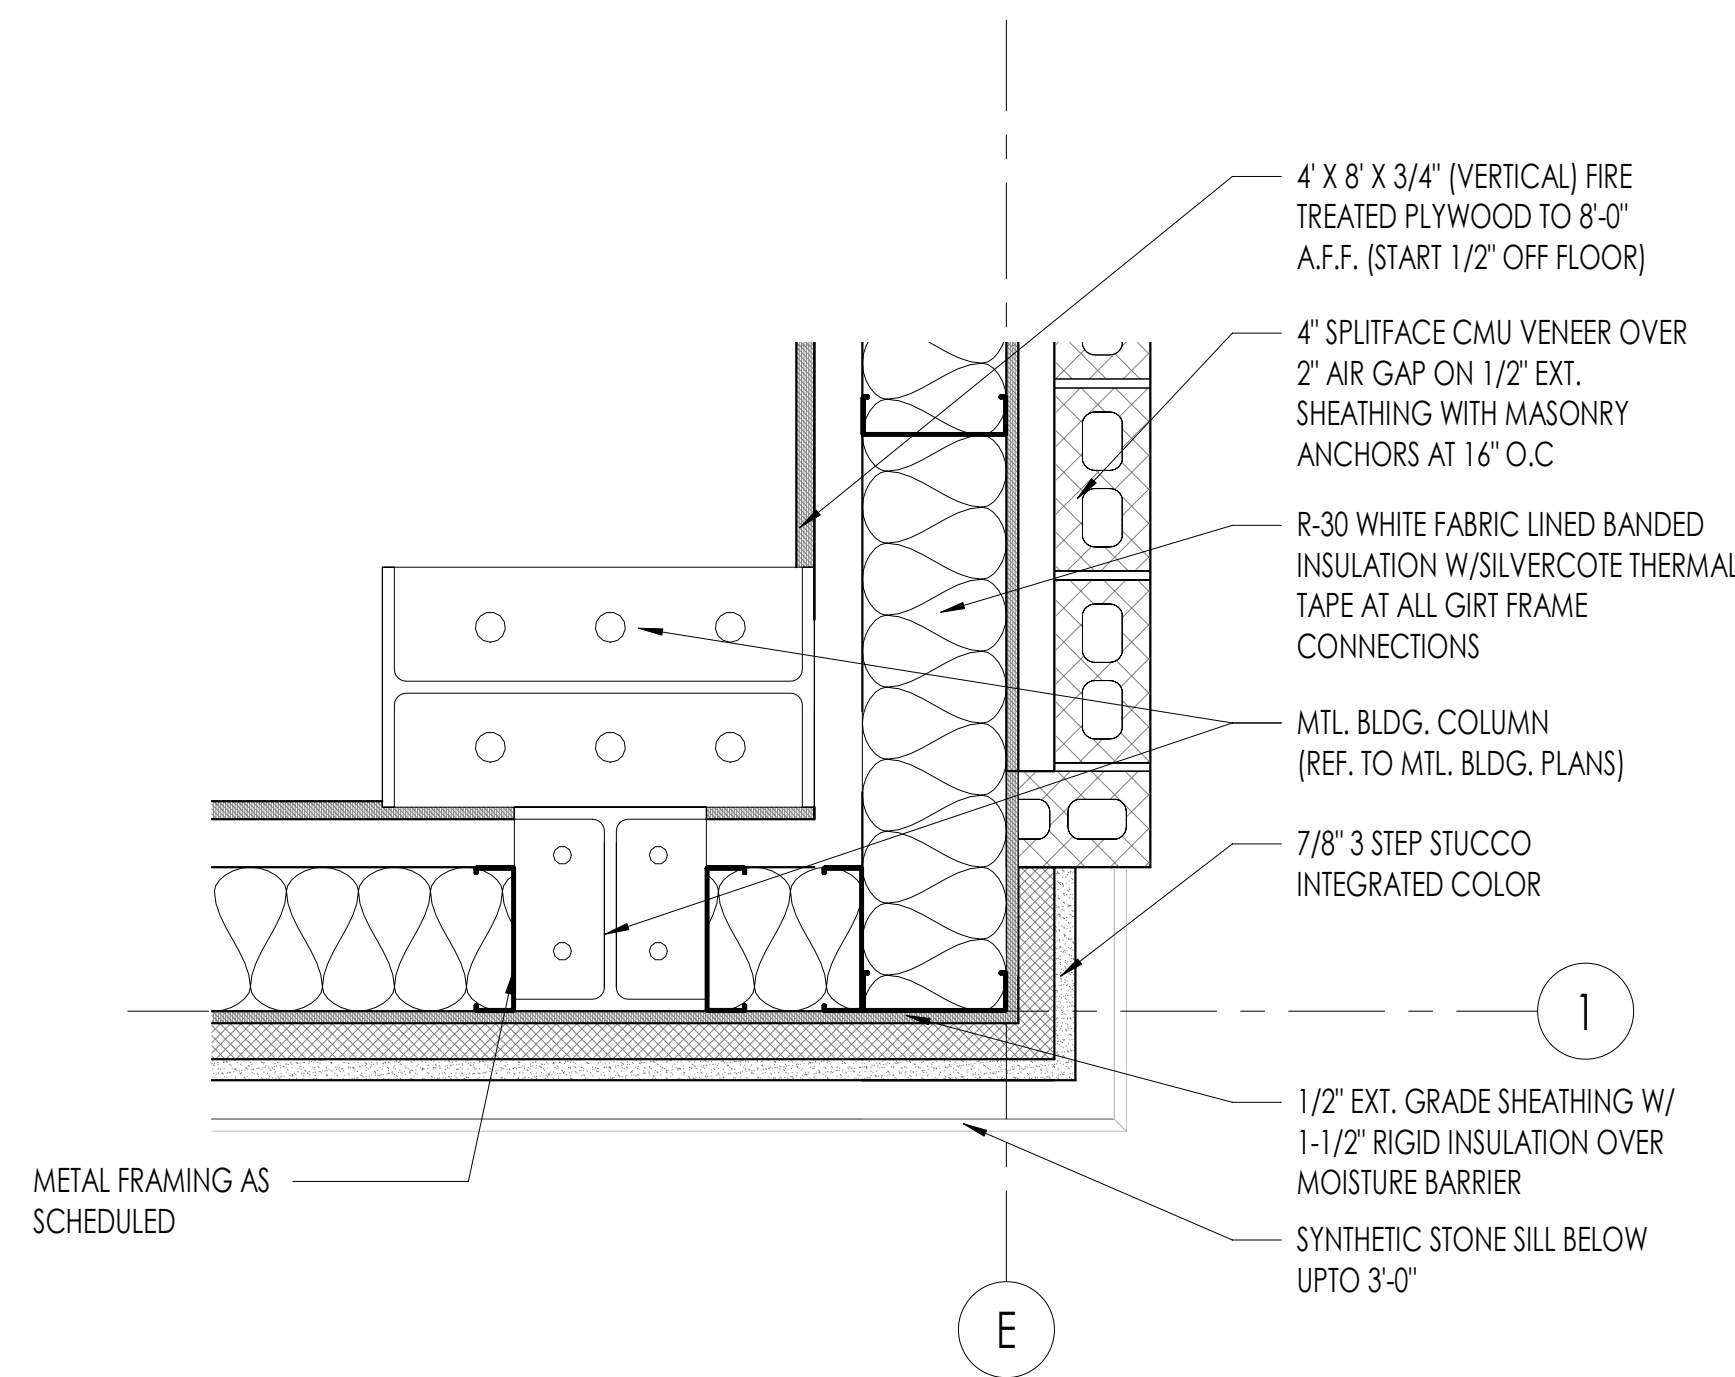 4' X 8' X 3/4" (VERTICAL) FIRE
TREATED PLYWOOD TO 8'-0"
A.F.F. (START 1/2" OFF FLOOR)
4" SPLITFACE CMU VENEER OVER
2" AIR GAP ON 1/2" EXT.
SHEATHING WITH MASONRY
ANCHORS AT 16" O.C
R-30 WHITE FABRIC LINED BANDED
INSULATION W/SILVERCOTE THERMAL
TAPE AT ALL GIRT FRAME
CONNECTIONS
MTL. BLDG. COLUMN
(REF. TO MTL. BLDG. PLANS)
7/8" 3 STEP STUCCO
INTEGRATED COLOR
1
1/2" EXT. GRADE SHEATHING W/
1-1/2" RIGID INSULATION OVER
MOISTURE BARRIER
METAL FRAMING AS
SCHEDULED
SYNTHETIC STONE SILL BELOW
UPTO 3'-0"
E